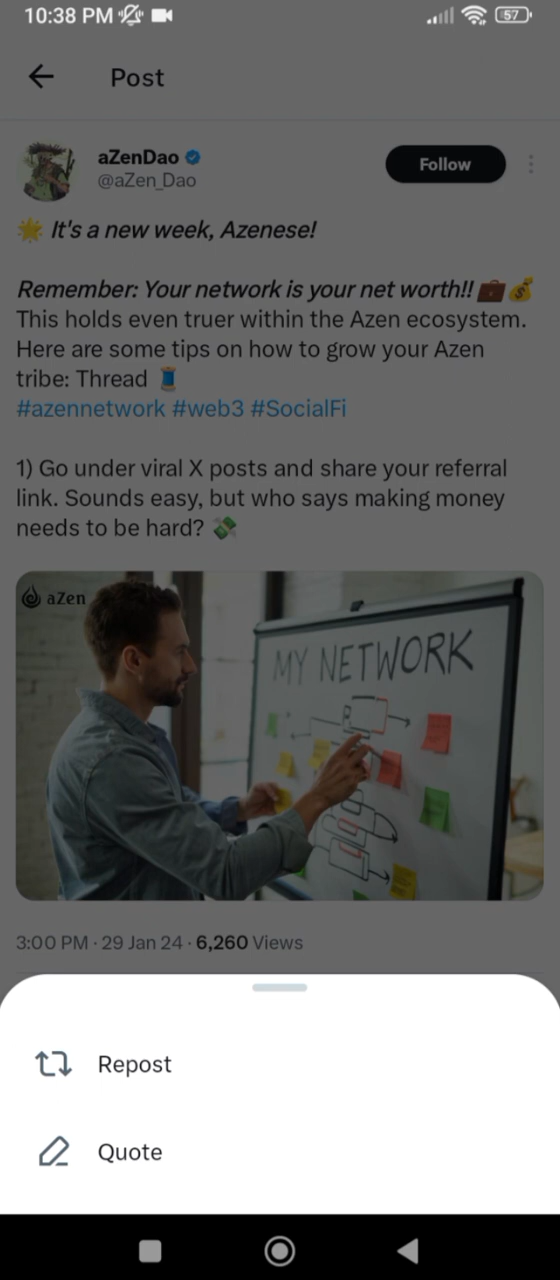 10:38 PM
57
Post
aZenDao
@aZen_Dao
Follow
🌟 It's a new week, Azenese!
Remember: Your network is your net worth!! 💼💰
This holds even truer within the Azen ecosystem.
Here are some tips on how to grow your Azen
tribe: Thread 🧵
#azennetwork #web3 #SocialFi
1) Go under viral X posts and share your referral
link. Sounds easy, but who says making money
needs to be hard? 💸
aZen
MY NETWORK
3:00 PM · 29 Jan 24 · 6,260 Views
Repost
Quote